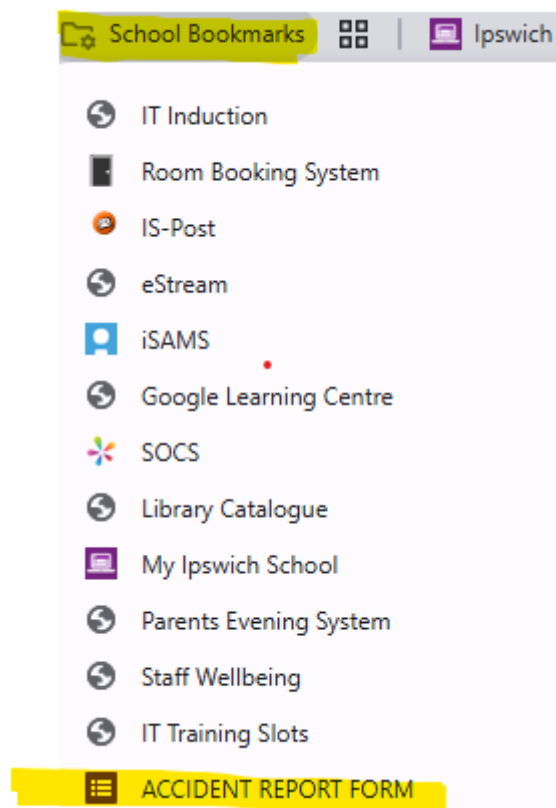 School Bookmarks Ipswich
IT Induction
Room Booking System
IS-Post
eStream
iSAMS
Google Learning Centre
SOCS
Library Catalogue
My Ipswich School
Parents Evening System
Staff Wellbeing
IT Training Slots
ACCIDENT REPORT FORM